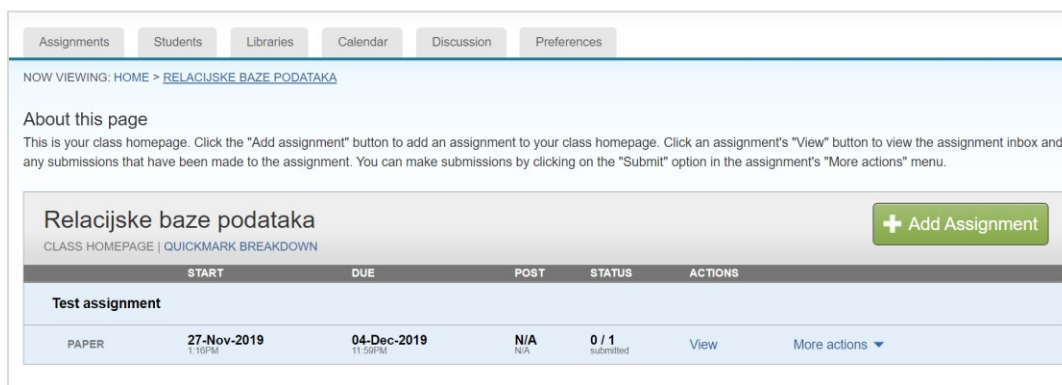 Assignments Students Libraries Calendar Discussion Preferences
NOW VIEWING: HOME > RELACIJSKE BAZE PODATAKA
About this page
This is your class homepage. Click the "Add assignment" button to add an assignment to your class homepage. Click an assignment's "View" button to view the assignment inbox and
any submissions that have been made to the assignment. You can make submissions by clicking on the "Submit" option in the assignment's "More actions" menu.
Relacijske baze podataka
Add Assignment
CLASS HOMEPAGE | QUICKMARK BREAKDOWN
START DUE POST STATUS ACTIONS
Test assignment
PAPER 27-Nov-2019 04-Dec-2019 N/A 0 / 1 View More actions
1:16PM 11:59PM N/A submitted